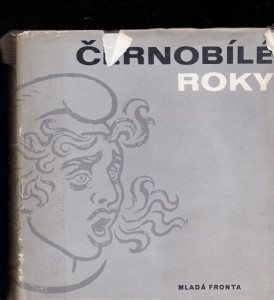 ČERNOBÍLÉ
ROKY
MLADÁ FRONTA